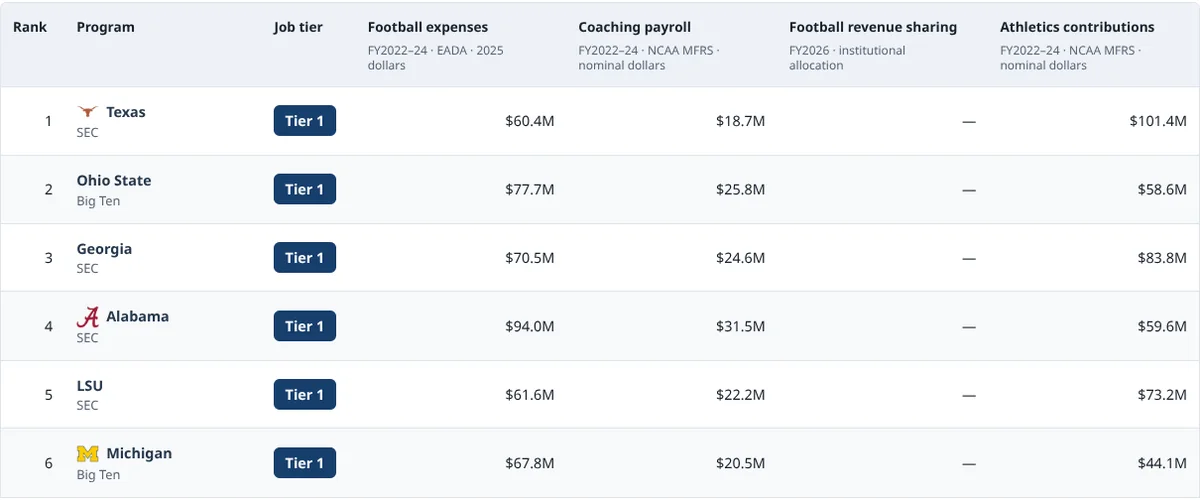 Rank Program Job tier Football expenses Coaching payroll Football revenue sharing Athletics contributions
FY2022–24 · EADA · 2025 dollars FY2022–24 · NCAA MFRS · nominal dollars FY2026 · institutional allocation FY2022–24 · NCAA MFRS · nominal dollars
1 Texas Tier 1 $60.4M $18.7M — $101.4M
SEC
2 Ohio State Tier 1 $77.7M $25.8M — $58.6M
Big Ten
3 Georgia Tier 1 $70.5M $24.6M — $83.8M
SEC
4 Alabama Tier 1 $94.0M $31.5M — $59.6M
SEC
5 LSU Tier 1 $61.6M $22.2M — $73.2M
SEC
6 Michigan Tier 1 $67.8M $20.5M — $44.1M
Big Ten